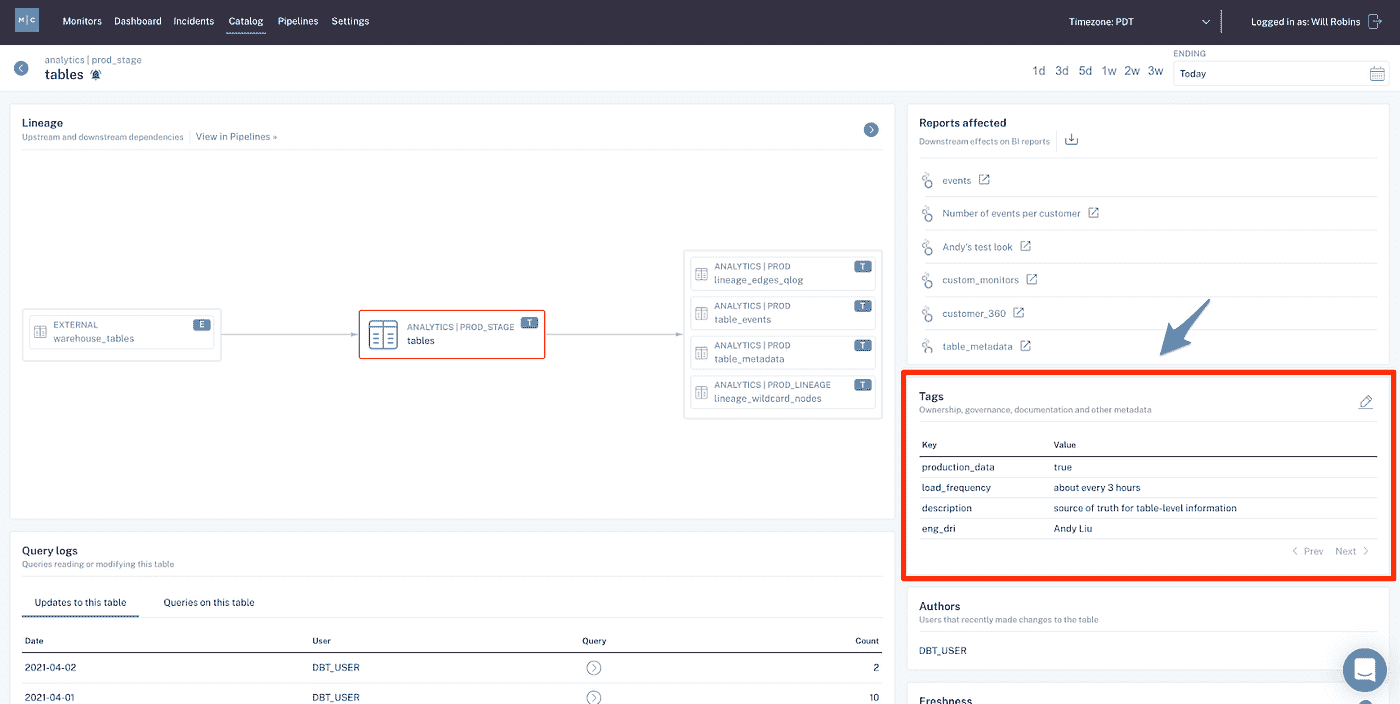 M|C Monitors Dashboard Incidents Catalog Pipelines Settings Timezone: PDT Logged in as: Will Robins
analytics | prod_stage
tables
1d 3d 5d 1w 2w 3w
ENDING
Today
Lineage
Upstream and downstream dependencies View in Pipelines »
EXTERNAL E
warehouse_tables
ANALYTICS | PROD_STAGE T
tables
ANALYTICS | PROD T
lineage_edges_qlog
ANALYTICS | PROD T
table_events
ANALYTICS | PROD T
table_metadata
ANALYTICS | PROD_LINEAGE T
lineage_wildcard_nodes
Reports affected
Downstream effects on BI reports
events
Number of events per customer
Andy's test look
custom_monitors
customer_360
table_metadata
Tags
Ownership, governance, documentation and other metadata
Key Value
production_data true
load_frequency about every 3 hours
description source of truth for table-level information
eng_dri Andy Liu
Prev Next
Query logs
Queries reading or modifying this table
Updates to this table Queries on this table
Date User Query Count
2021-04-02 DBT_USER 2
2021-04-01 DBT_USER 10
Authors
Users that recently made changes to the table
DBT_USER
Freshness